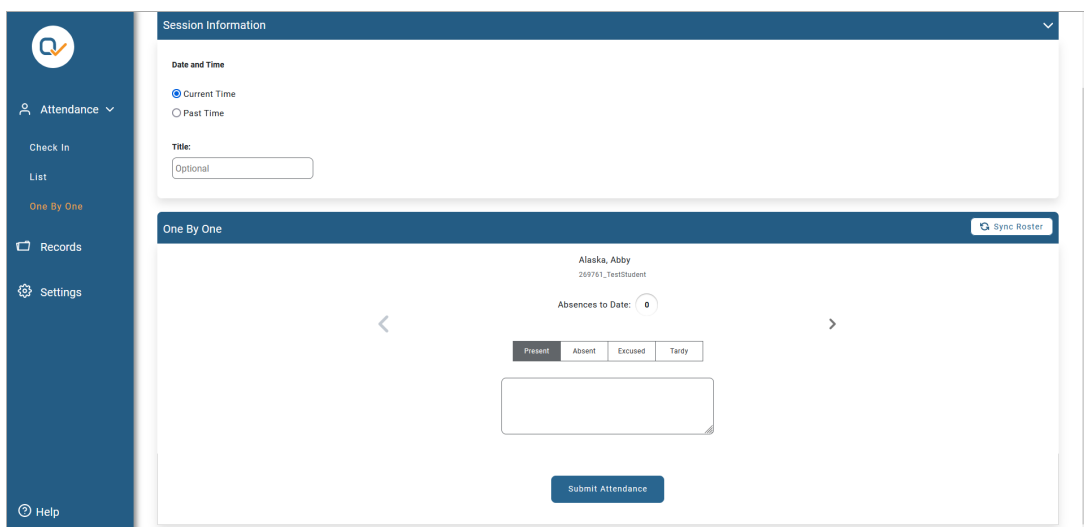 Attendance
Check In
List
One By One
Records
Settings
Help
Session Information
Date and Time
Current Time
Past Time
Title:
Optional
One By One
Sync Roster
Alaska, Abby
269761_TestStudent
Absences to Date: 0
Present Absent Excused Tardy
Submit Attendance